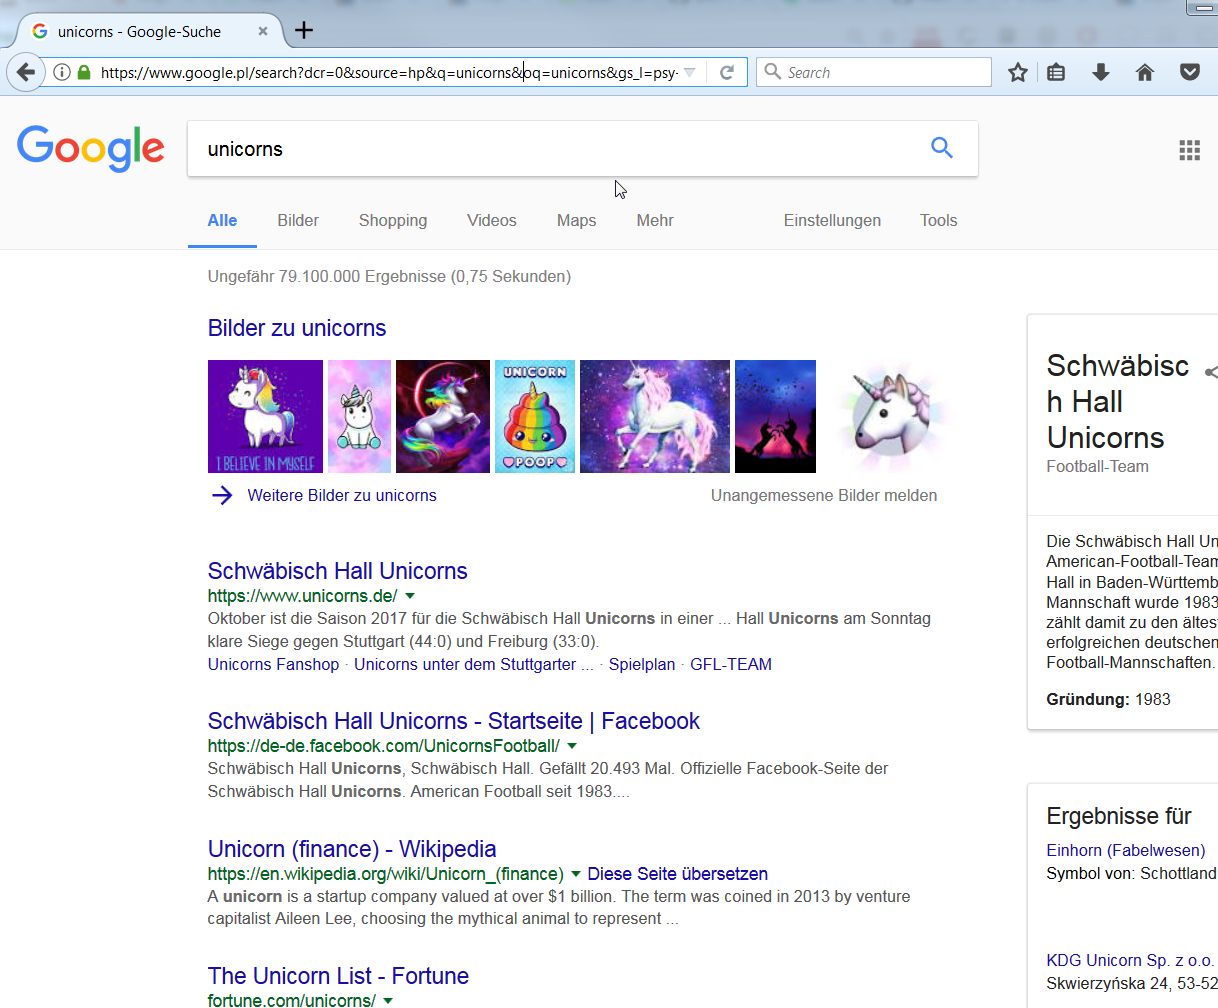 unicorns - Google-Suche
https://www.google.pl/search?dcr=0&source=hp&q=unicorns&oq=unicorns&gs_l=psy-
Search
Google
unicorns
Alle Bilder Shopping Videos Maps Mehr Einstellungen Tools
Ungefähr 79.100.000 Ergebnisse (0,75 Sekunden)
Bilder zu unicorns
I BELIEVE IN MYSELF
UNICORN
POOP
Weitere Bilder zu unicorns
Unangemessene Bilder melden
Schwäbisch Hall Unicorns
https://www.unicorns.de/
Oktober ist die Saison 2017 für die Schwäbisch Hall Unicorns in einer ... Hall Unicorns am Sonntag
klare Siege gegen Stuttgart (44:0) und Freiburg (33:0).
Unicorns Fanshop · Unicorns unter dem Stuttgarter ... · Spielplan · GFL-TEAM
Schwäbisch Hall Unicorns - Startseite | Facebook
https://de-de.facebook.com/UnicornsFootball/
Schwäbisch Hall Unicorns, Schwäbisch Hall. Gefällt 20.493 Mal. Offizielle Facebook-Seite der
Schwäbisch Hall Unicorns. American Football seit 1983....
Unicorn (finance) - Wikipedia
https://en.wikipedia.org/wiki/Unicorn_(finance) Diese Seite übersetzen
A unicorn is a startup company valued at over $1 billion. The term was coined in 2013 by venture
capitalist Aileen Lee, choosing the mythical animal to represent ...
The Unicorn List - Fortune
fortune.com/unicorns/
Schwäbisc
h Hall
Unicorns
Football-Team
Die Schwäbisch Hall Un
American-Football-Team
Hall in Baden-Württemb
Mannschaft wurde 1983
zählt damit zu den ältes
erfolgreichen deutschen
Football-Mannschaften.
Gründung: 1983
Ergebnisse für
Einhorn (Fabelwesen)
Symbol von: Schottland
KDG Unicorn Sp. z o.o.
Skwierzyńska 24, 53-52